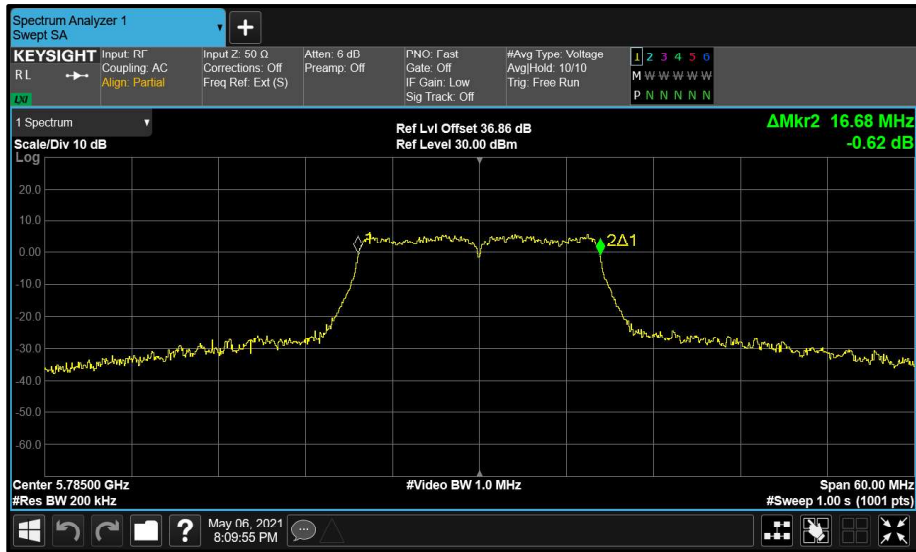 Spectrum Analyzer 1
Swept SA
+
KEYSIGHT
R L
LXI
Input: RF
Coupling: AC
Align: Partial
Input Z: 50 Ω
Corrections: Off
Freq Ref: Ext (S)
Atten: 6 dB
Preamp: Off
PNO: Fast
Gate: Off
IF Gain: Low
Sig Track: Off
#Avg Type: Voltage
Avg|Hold: 10/10
Trig: Free Run
1 2 3 4 5 6
M W W W W W
P N N N N N
1 Spectrum
Scale/Div 10 dB
Ref Lvl Offset 36.86 dB
Ref Level 30.00 dBm
ΔMkr2 16.68 MHz
-0.62 dB
Log
20.0
10.0
0.00
-10.0
-20.0
-30.0
-40.0
-50.0
-60.0
1
2Δ1
Center 5.78500 GHz
#Res BW 200 kHz
#Video BW 1.0 MHz
Span 60.00 MHz
#Sweep 1.00 s (1001 pts)
?
May 06, 2021
8:09:55 PM